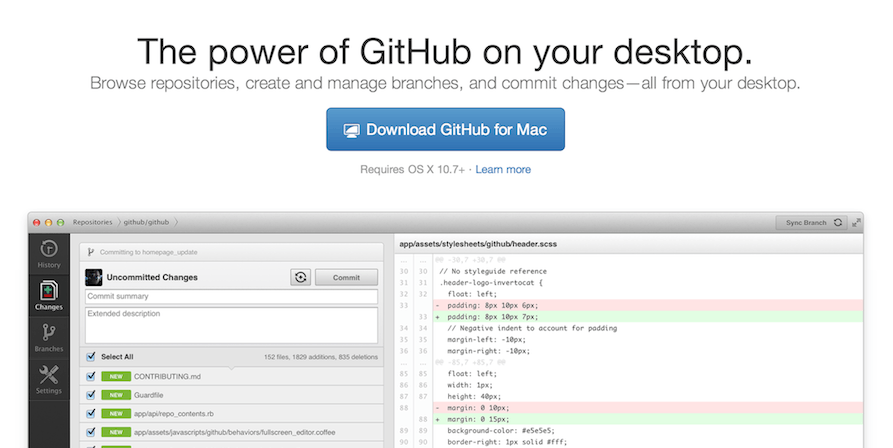 The power of GitHub on your desktop.
Browse repositories, create and manage branches, and commit changes—all from your desktop.
Download GitHub for Mac
Requires OS X 10.7+ · Learn more
Repositories github/github Sync Branch
History
Changes
Branches
Settings
Committing to homepage_update
Uncommitted Changes Commit
Commit summary
Extended description
Select All 152 files, 1829 additions, 835 deletions
NEW CONTRIBUTING.md
NEW Guardfile
NEW app/api/repo_contents.rb
NEW app/assets/javascripts/github/behaviors/fullscreen_editor.coffee
app/assets/stylesheets/github/header.scss
... ... @@ -30,7 +30,7 @@
30 30 // No styleguide reference
31 31 .header-logo-invertocat {
32 32 float: left;
33 - padding: 8px 10px 6px;
33 + padding: 8px 10px 7px;
34 34 // Negative indent to account for padding
35 35 margin-left: -10px;
36 36 margin-right: -10px;
... ... @@ -85,7 +85,7 @@
85 85 float: left;
86 86 width: 1px;
87 87 height: 40px;
88 - margin: 0 10px;
88 + margin: 0 15px;
89 89 background-color: #e5e5e5;
90 90 border-right: 1px solid #fff;